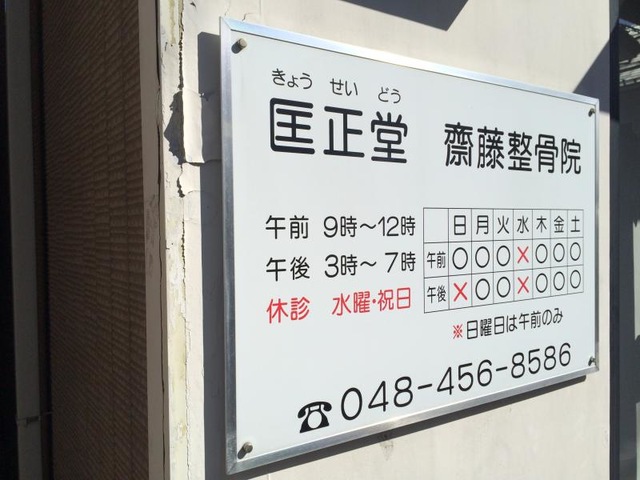 きょう せい どう
匡正堂 齋藤整骨院
午前 9時～12時
午後 3時～7時
休診 水曜・祝日
日 月 火 水 木 金 土
午前 〇 〇 〇 × 〇 〇 〇
午後 × 〇 〇 × 〇 〇 〇
※日曜日は午前のみ
☎048-456-8586